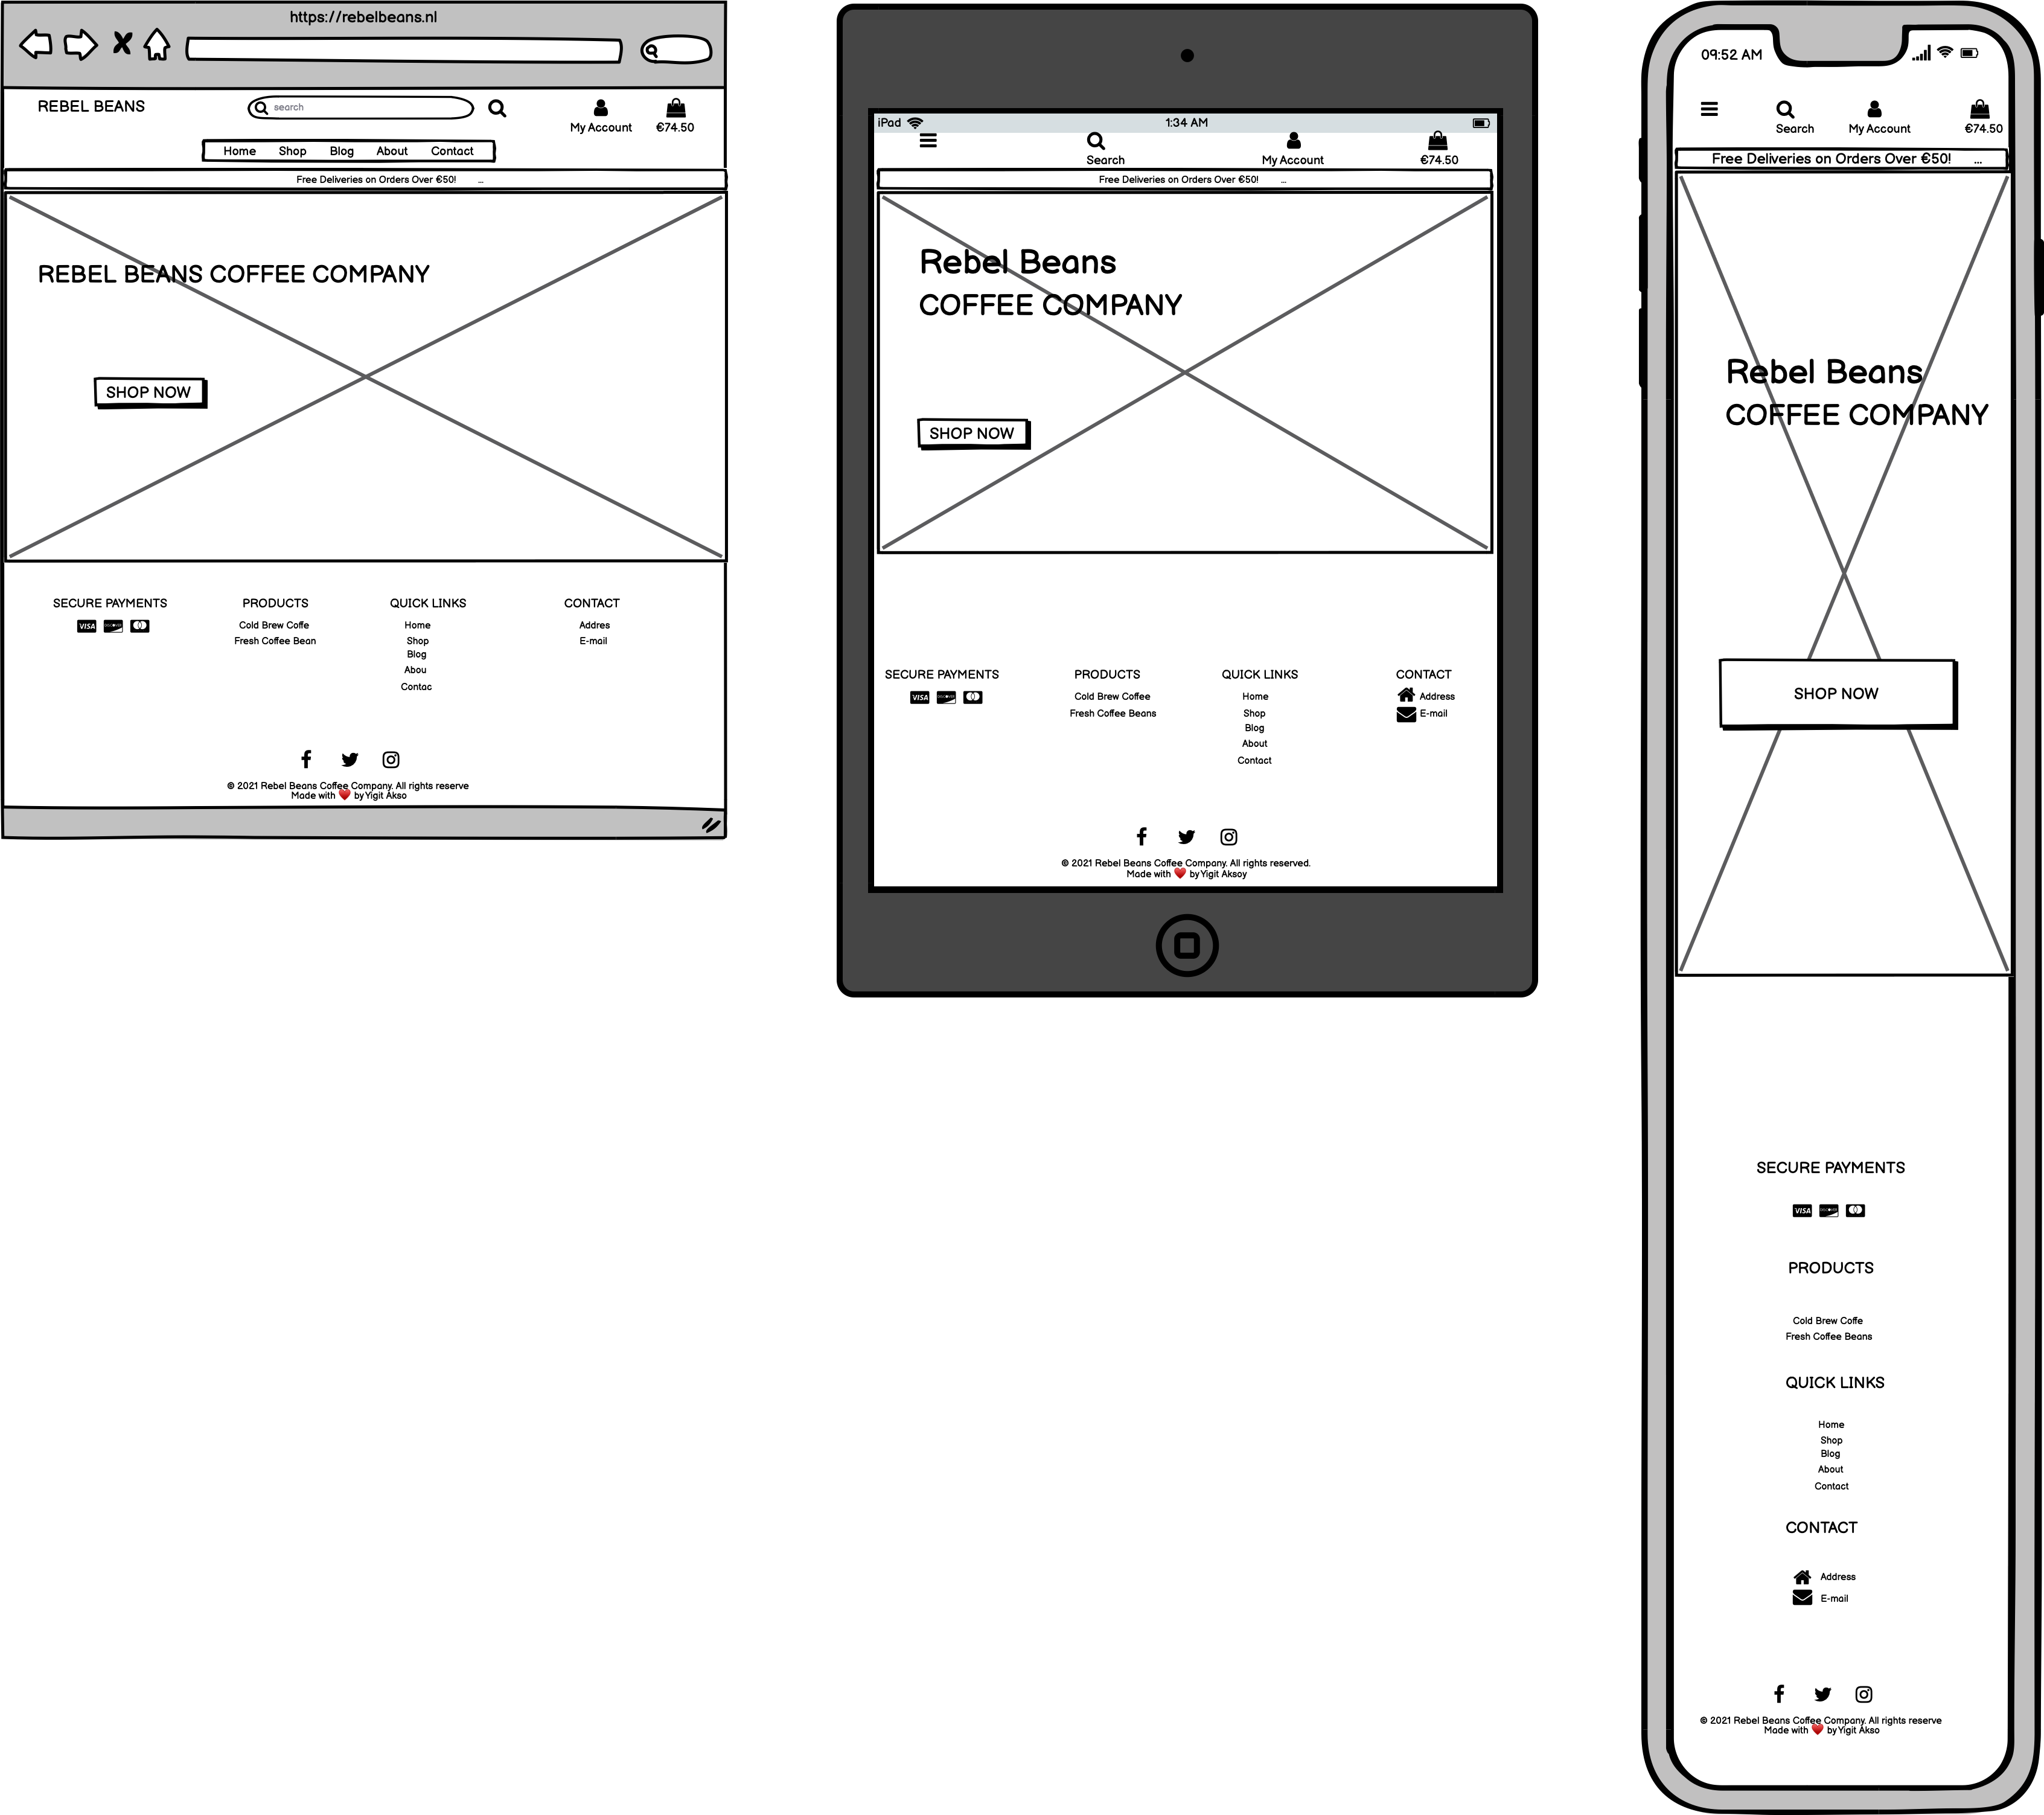 https://rebelbeans.nl
REBEL BEANS
search
My Account
€74.50
Home Shop Blog About Contact
Free Deliveries on Orders Over €50! ...
REBEL BEANS COFFEE COMPANY
SHOP NOW
SECURE PAYMENTS PRODUCTS QUICK LINKS CONTACT
VISA DISCOVER Cold Brew Coffe Home Addres
Fresh Coffee Bean Shop E-mail
Blog
Abou
Contac
© 2021 Rebel Beans Coffee Company. All rights reserve
Made with ❤️ by Yigit Akso
iPad 1:34 AM
Search My Account €74.50
Free Deliveries on Orders Over €50! ...
Rebel Beans
COFFEE COMPANY
SHOP NOW
SECURE PAYMENTS PRODUCTS QUICK LINKS CONTACT
VISA DISCOVER Cold Brew Coffee Home Address
Fresh Coffee Beans Shop E-mail
Blog
About
Contact
© 2021 Rebel Beans Coffee Company. All rights reserved.
Made with ❤️ by Yigit Aksoy
09:52 AM
Search My Account €74.50
Free Deliveries on Orders Over €50! ...
Rebel Beans
COFFEE COMPANY
SHOP NOW
SECURE PAYMENTS
VISA DISCOVER
PRODUCTS
Cold Brew Coffe
Fresh Coffee Beans
QUICK LINKS
Home
Shop
Blog
About
Contact
CONTACT
Address
E-mail
© 2021 Rebel Beans Coffee Company. All rights reserve
Made with ❤️ by Yigit Akso